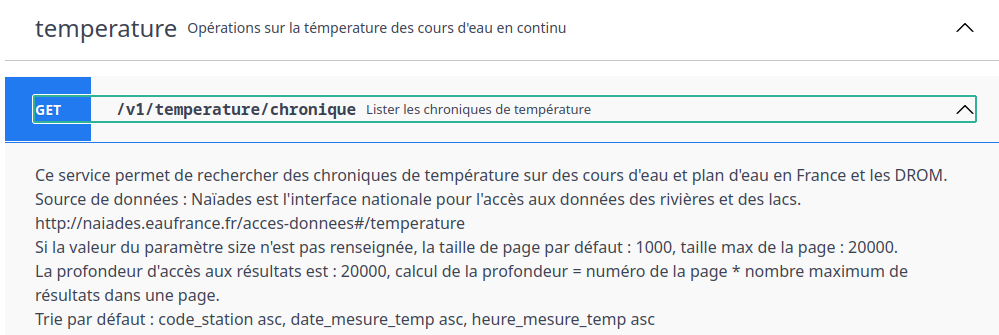 temperature Opérations sur la témperature des cours d'eau en continu
GET /v1/temperature/chronique Lister les chroniques de température
Ce service permet de rechercher des chroniques de température sur des cours d'eau et plan d'eau en France et les DROM.
Source de données : Naïades est l'interface nationale pour l'accès aux données des rivières et des lacs.
http://naiades.eaufrance.fr/acces-donnees#/temperature
Si la valeur du paramètre size n'est pas renseignée, la taille de page par défaut : 1000, taille max de la page : 20000.
La profondeur d'accès aux résultats est : 20000, calcul de la profondeur = numéro de la page * nombre maximum de
résultats dans une page.
Trie par défaut : code_station asc, date_mesure_temp asc, heure_mesure_temp asc